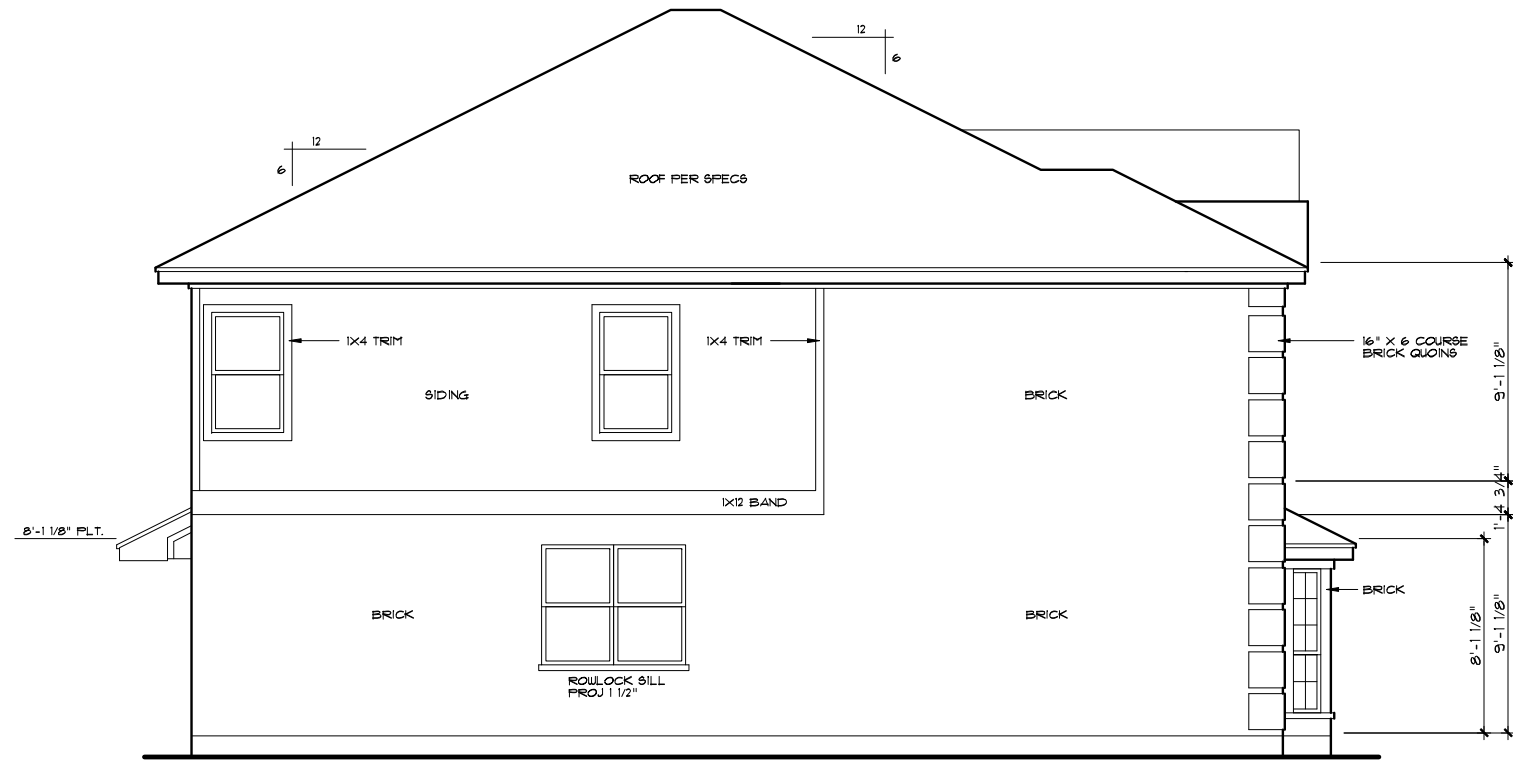 12
6
12
6
ROOF PER SPECS
1X4 TRIM
1X4 TRIM
16" X 6 COURSE
BRICK QUOINS
9'-1 1/8"
SIDING
BRICK
1X12 BAND
1'-4 3/4"
8'-1 1/8" PLT.
BRICK
BRICK
BRICK
8'-1 1/8"
9'-1 1/8"
ROWLOCK SILL
PROJ 1 1/2"